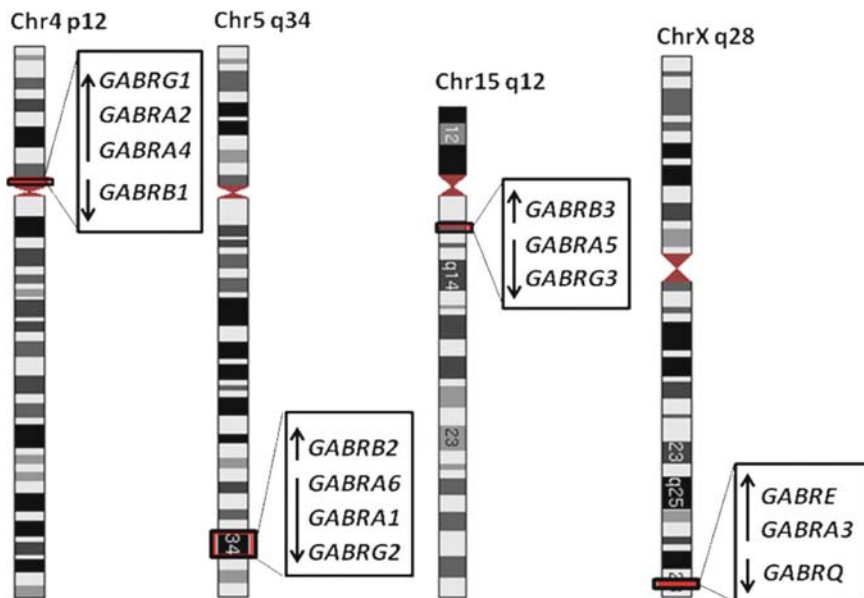 Chr4 p12
GABRG1
GABRA2
GABRA4
GABRB1
Chr5 q34
34
GABRB2
GABRA6
GABRA1
GABRG2
Chr15 q12
12
q14
23
GABRB3
GABRA5
GABRG3
ChrX q28
23
q25
GABRE
GABRA3
GABRQ